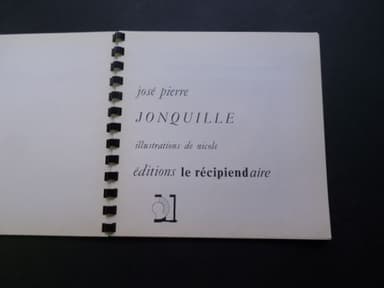 josé pierre
JONQUILLE
illustrations de nicole
éditions le récipiendaire